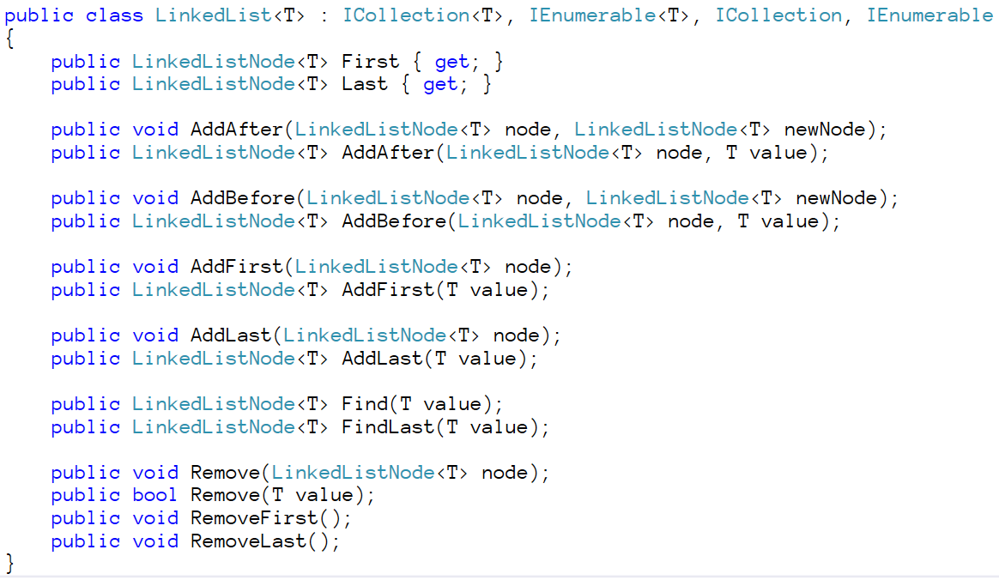 public class LinkedList<T> : ICollection<T>, IEnumerable<T>, ICollection, IEnumerable
{
    public LinkedListNode<T> First { get; }
    public LinkedListNode<T> Last { get; }

    public void AddAfter(LinkedListNode<T> node, LinkedListNode<T> newNode);
    public LinkedListNode<T> AddAfter(LinkedListNode<T> node, T value);

    public void AddBefore(LinkedListNode<T> node, LinkedListNode<T> newNode);
    public LinkedListNode<T> AddBefore(LinkedListNode<T> node, T value);

    public void AddFirst(LinkedListNode<T> node);
    public LinkedListNode<T> AddFirst(T value);

    public void AddLast(LinkedListNode<T> node);
    public LinkedListNode<T> AddLast(T value);

    public LinkedListNode<T> Find(T value);
    public LinkedListNode<T> FindLast(T value);

    public void Remove(LinkedListNode<T> node);
    public bool Remove(T value);
    public void RemoveFirst();
    public void RemoveLast();
}